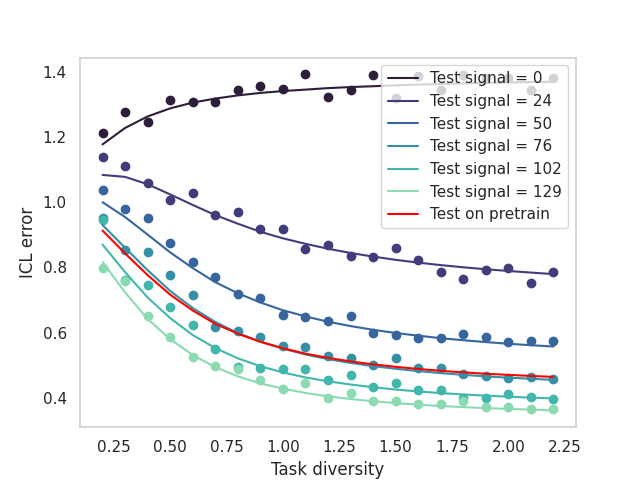 1.4
1.2
1.0
0.8
0.6
0.4
ICL error
Test signal = 0
Test signal = 24
Test signal = 50
Test signal = 76
Test signal = 102
Test signal = 129
Test on pretrain
0.25 0.50 0.75 1.00 1.25 1.50 1.75 2.00 2.25
Task diversity